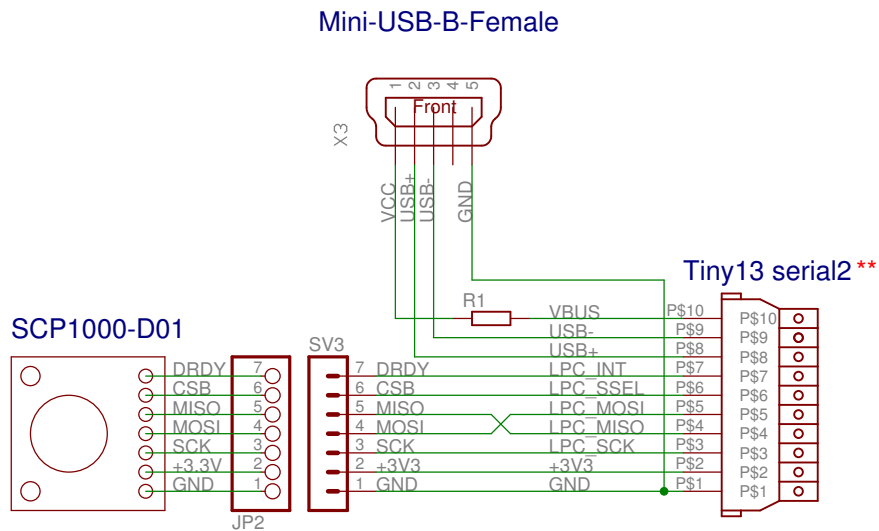 Mini-USB-B-Female
1 2 3 4 5
Front
X3
VCC USB+ USB- GND
Tiny13 serial2 **
R1 VBUS P$10 P$10
USB- P$9 P$9
SCP1000-D01
SV3 USB+ P$8 P$8
DRDY 7 7 DRDY LPC_INT P$7 P$7
CSB 6 6 CSB LPC_SSEL P$6 P$6
MISO 5 5 MISO LPC_MOSI P$5 P$5
MOSI 4 4 MOSI LPC_MISO P$4 P$4
SCK 3 3 SCK LPC_SCK P$3 P$3
+3.3V 2 2 +3V3 +3V3 P$2 P$2
GND 1 1 GND GND P$1 P$1
JP2